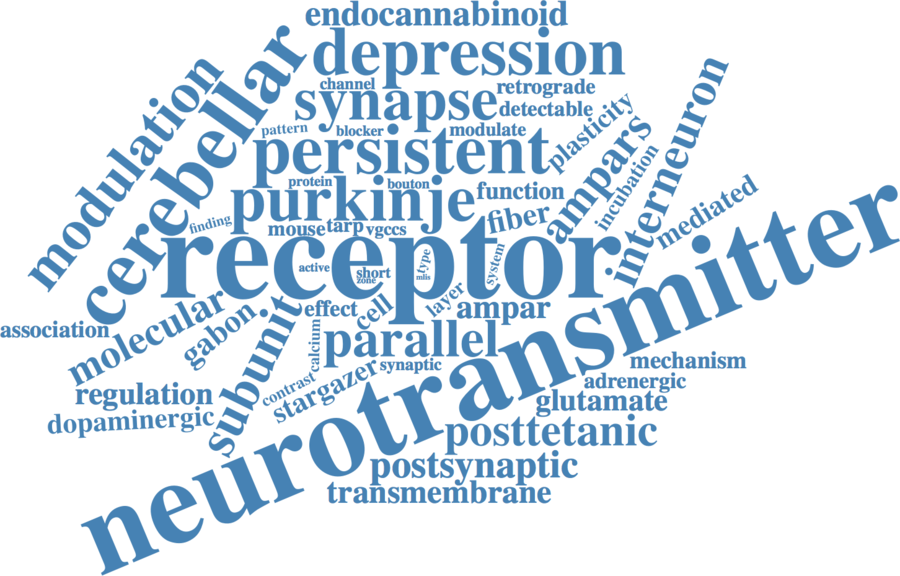 endocannabinoid
depression
channel
retrograde
synapse
detectable
modulation
cerebellar
pattern
blocker
modulate
plasticity
persistent
interneuron
ampars
incubation
protein
bouton
function
purkinje
fiber
mediated
finding
mouse
tarp
vgccs
receptor
active
short
zone
type
mlis
system
neurotransmitter
association
molecular
gabon
subunit
effect
cell
layer
ampar
calcium
parallel
synaptic
mechanism
contrast
stargazer
adrenergic
regulation
glutamate
dopaminergic
posttetanic
postsynaptic
transmembrane